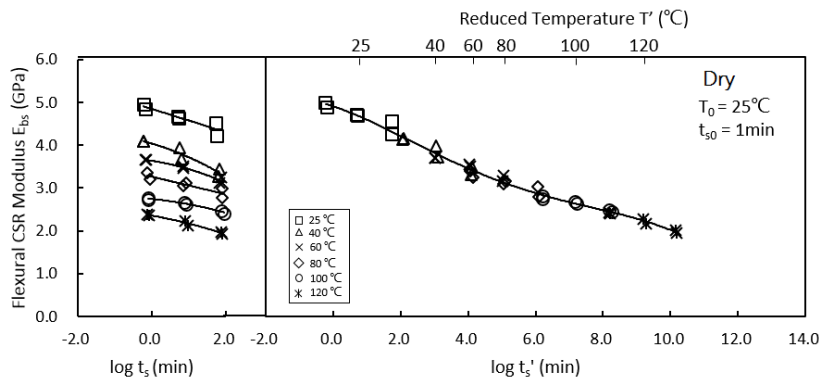 Reduced Temperature T' (℃)
25 40 60 80 100 120
Flexural CSR Modulus E_bs (GPa)
6.0
5.0
4.0
3.0
2.0
1.0
0.0
Dry
T_0 = 25℃
t_s0 = 1min
25 ℃
40 ℃
60 ℃
80 ℃
100 ℃
120 ℃
-2.0 0.0 2.0 -2.0 0.0 2.0 4.0 6.0 8.0 10.0 12.0 14.0
log t_s (min) log t_s' (min)